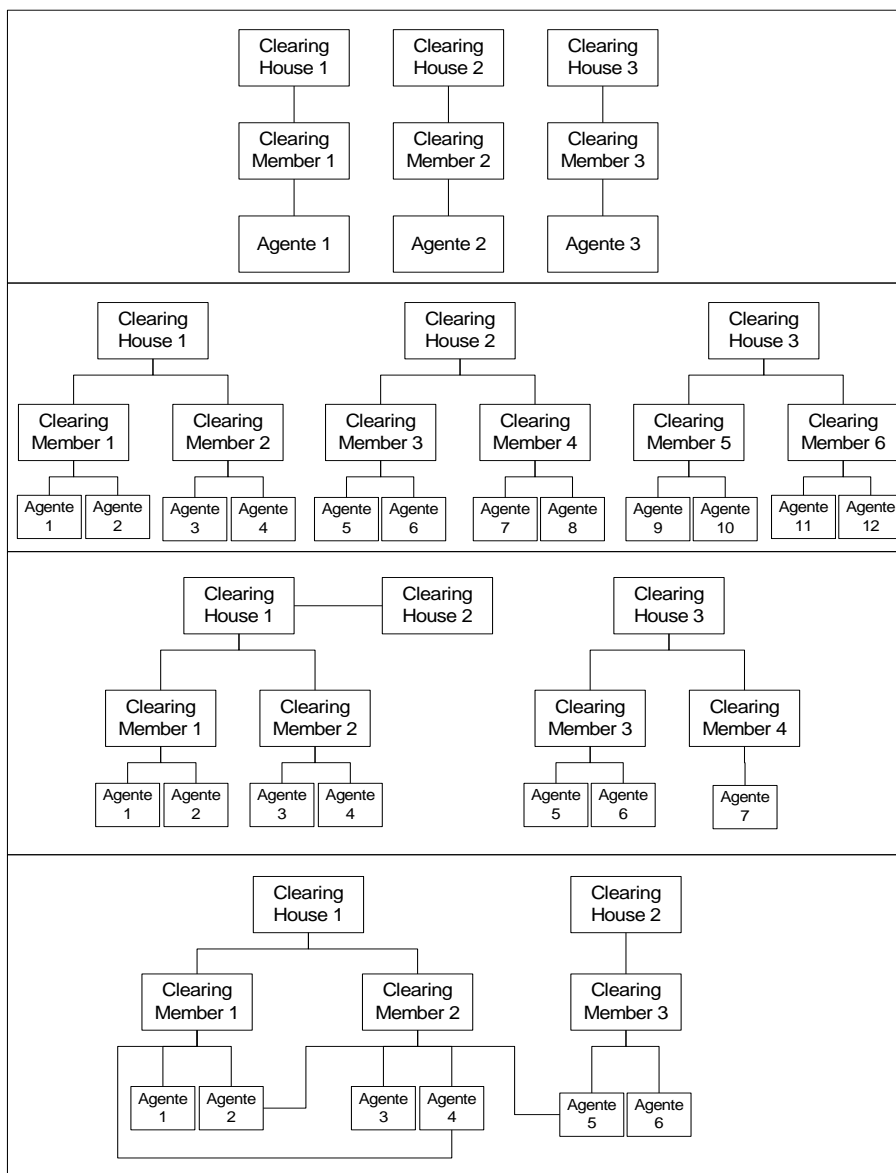 Clearing
House 1
Clearing
House 2
Clearing
House 3
Clearing
Member 1
Clearing
Member 2
Clearing
Member 3
Agente 1
Agente 2
Agente 3
Clearing
House 1
Clearing
House 2
Clearing
House 3
Clearing
Member 1
Clearing
Member 2
Clearing
Member 3
Clearing
Member 4
Clearing
Member 5
Clearing
Member 6
Agente
1
Agente
2
Agente
3
Agente
4
Agente
5
Agente
6
Agente
7
Agente
8
Agente
9
Agente
10
Agente
11
Agente
12
Clearing
House 1
Clearing
House 2
Clearing
House 3
Clearing
Member 1
Clearing
Member 2
Clearing
Member 3
Clearing
Member 4
Agente
1
Agente
2
Agente
3
Agente
4
Agente
5
Agente
6
Agente
7
Clearing
House 1
Clearing
House 2
Clearing
Member 1
Clearing
Member 2
Clearing
Member 3
Agente
1
Agente
2
Agente
3
Agente
4
Agente
5
Agente
6